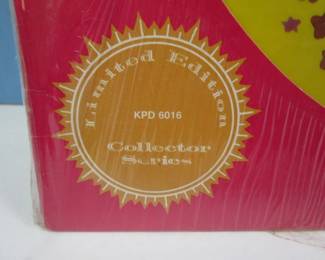 Limited Edition
KPD 6016
Collector
Series